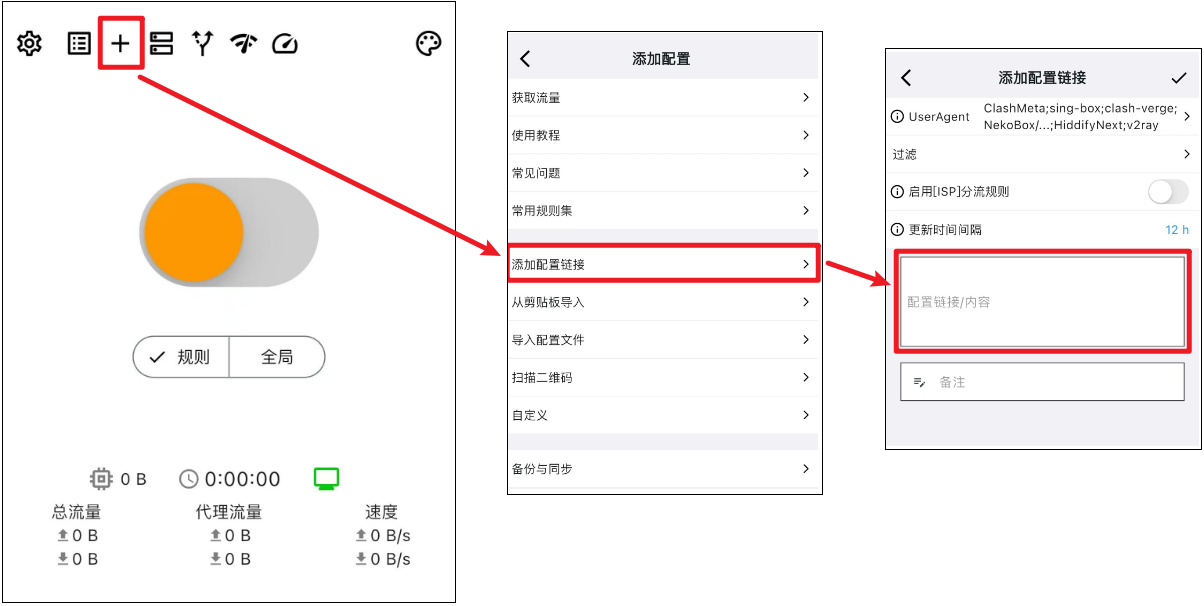 规则
全局
0 B
0:00:00
总流量
代理流量
速度
0 B
0 B
0 B/s
0 B
0 B
0 B/s
添加配置
获取流量
使用教程
常见问题
常用规则集
添加配置链接
从剪贴板导入
导入配置文件
扫描二维码
自定义
备份与同步
添加配置链接
UserAgent
ClashMeta;sing-box;clash-verge;
NekoBox/...;HiddifyNext;v2ray
过滤
启用[ISP]分流规则
更新时间间隔
12 h
配置链接/内容
备注